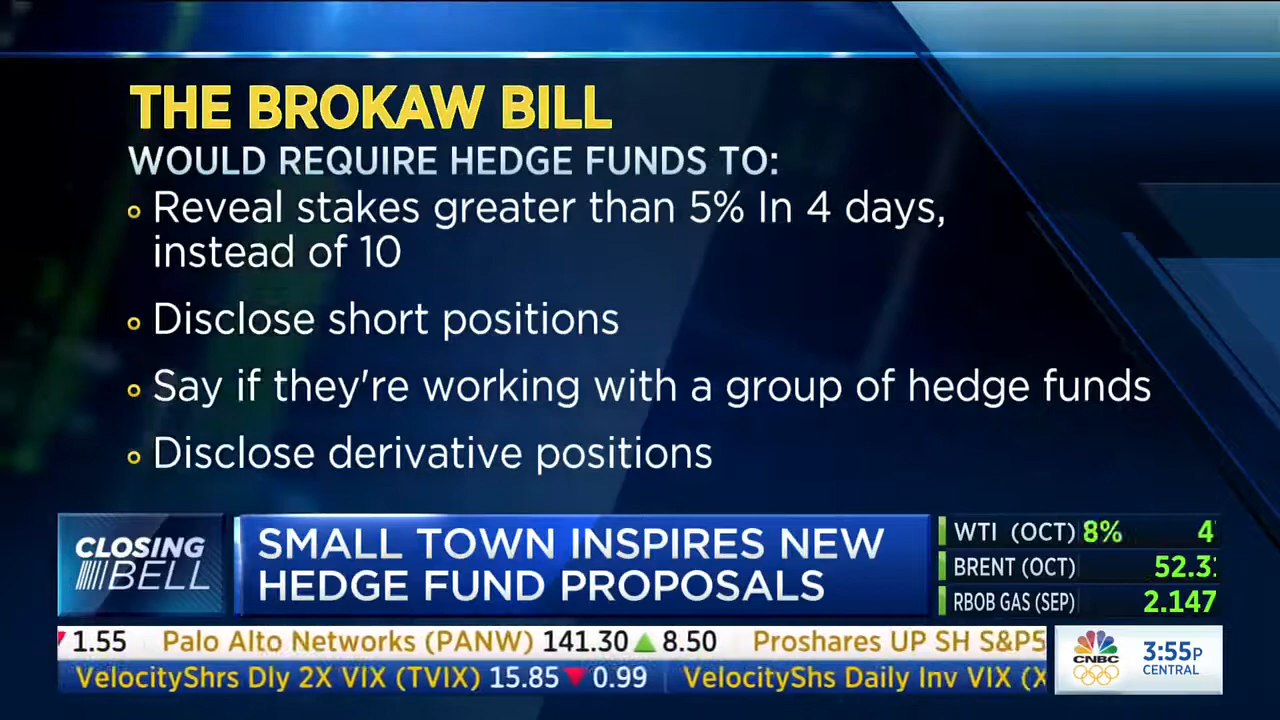 THE BROKAW BILL
WOULD REQUIRE HEDGE FUNDS TO:
Reveal stakes greater than 5% In 4 days,
instead of 10
Disclose short positions
Say if they're working with a group of hedge funds
Disclose derivative positions
CLOSING
BELL
SMALL TOWN INSPIRES NEW
HEDGE FUND PROPOSALS
WTI (OCT) 8% 4
BRENT (OCT) 52.3
RBOB GAS (SEP) 2.147
1.55 Palo Alto Networks (PANW) 141.30 ▲ 8.50 Proshares UP SH S&P5
VelocityShrs Dly 2X VIX (TVIX) 15.85 ▼ 0.99 VelocityShs Daily Inv VIX (X
CNBC
3:55P
CENTRAL